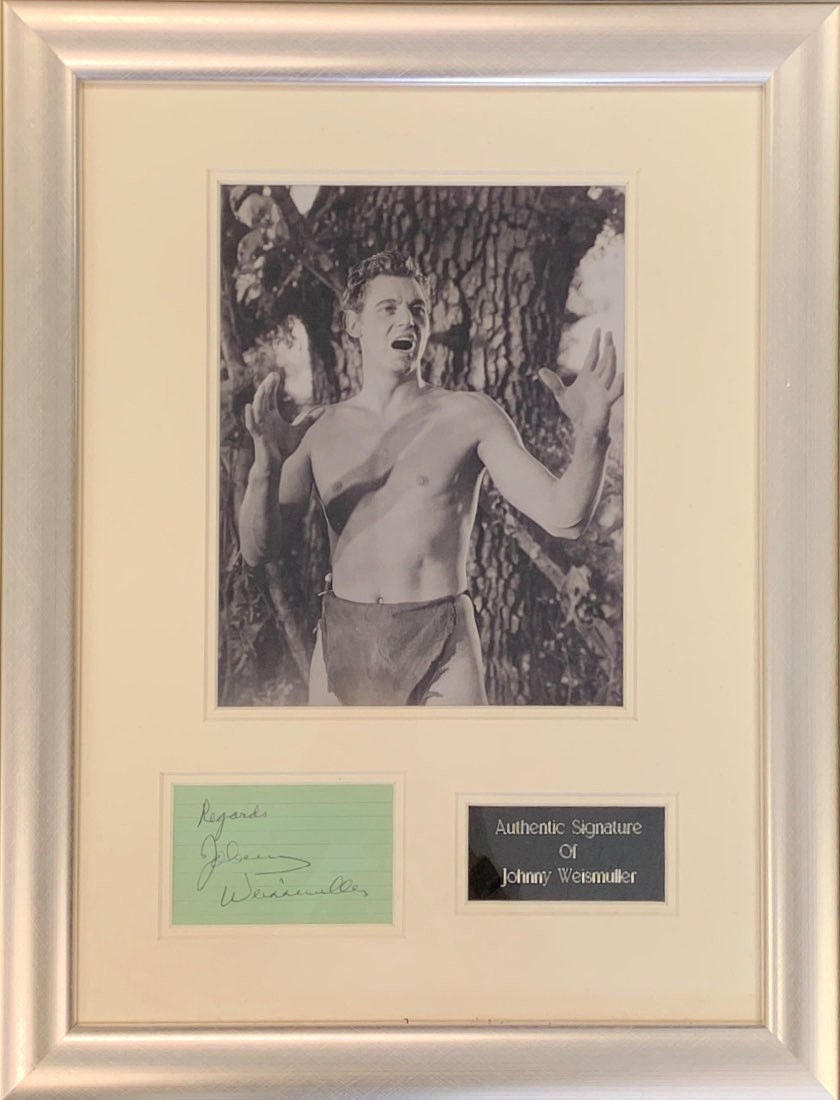 Regards
Johnny
Weissmuller
Authentic Signature
Of
Johnny Weismuller